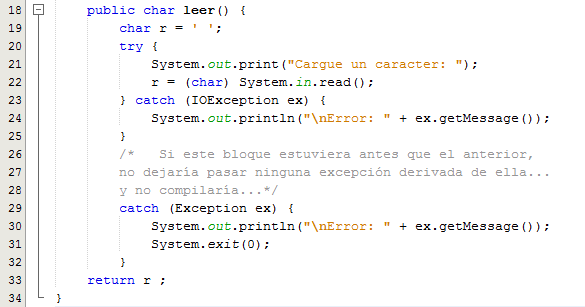 18 public char leer() {
19 char r = ' ';
20 try {
21 System.out.print("Cargue un caracter: ");
22 r = (char) System.in.read();
23 } catch (IOException ex) {
24 System.out.println("\nError: " + ex.getMessage());
25 }
26 /* Si este bloque estuviera antes que el anterior,
27 no dejaría pasar ninguna excepción derivada de ella...
28 y no compilaría...*/
29 catch (Exception ex) {
30 System.out.println("\nError: " + ex.getMessage());
31 System.exit(0);
32 }
33 return r ;
34 }